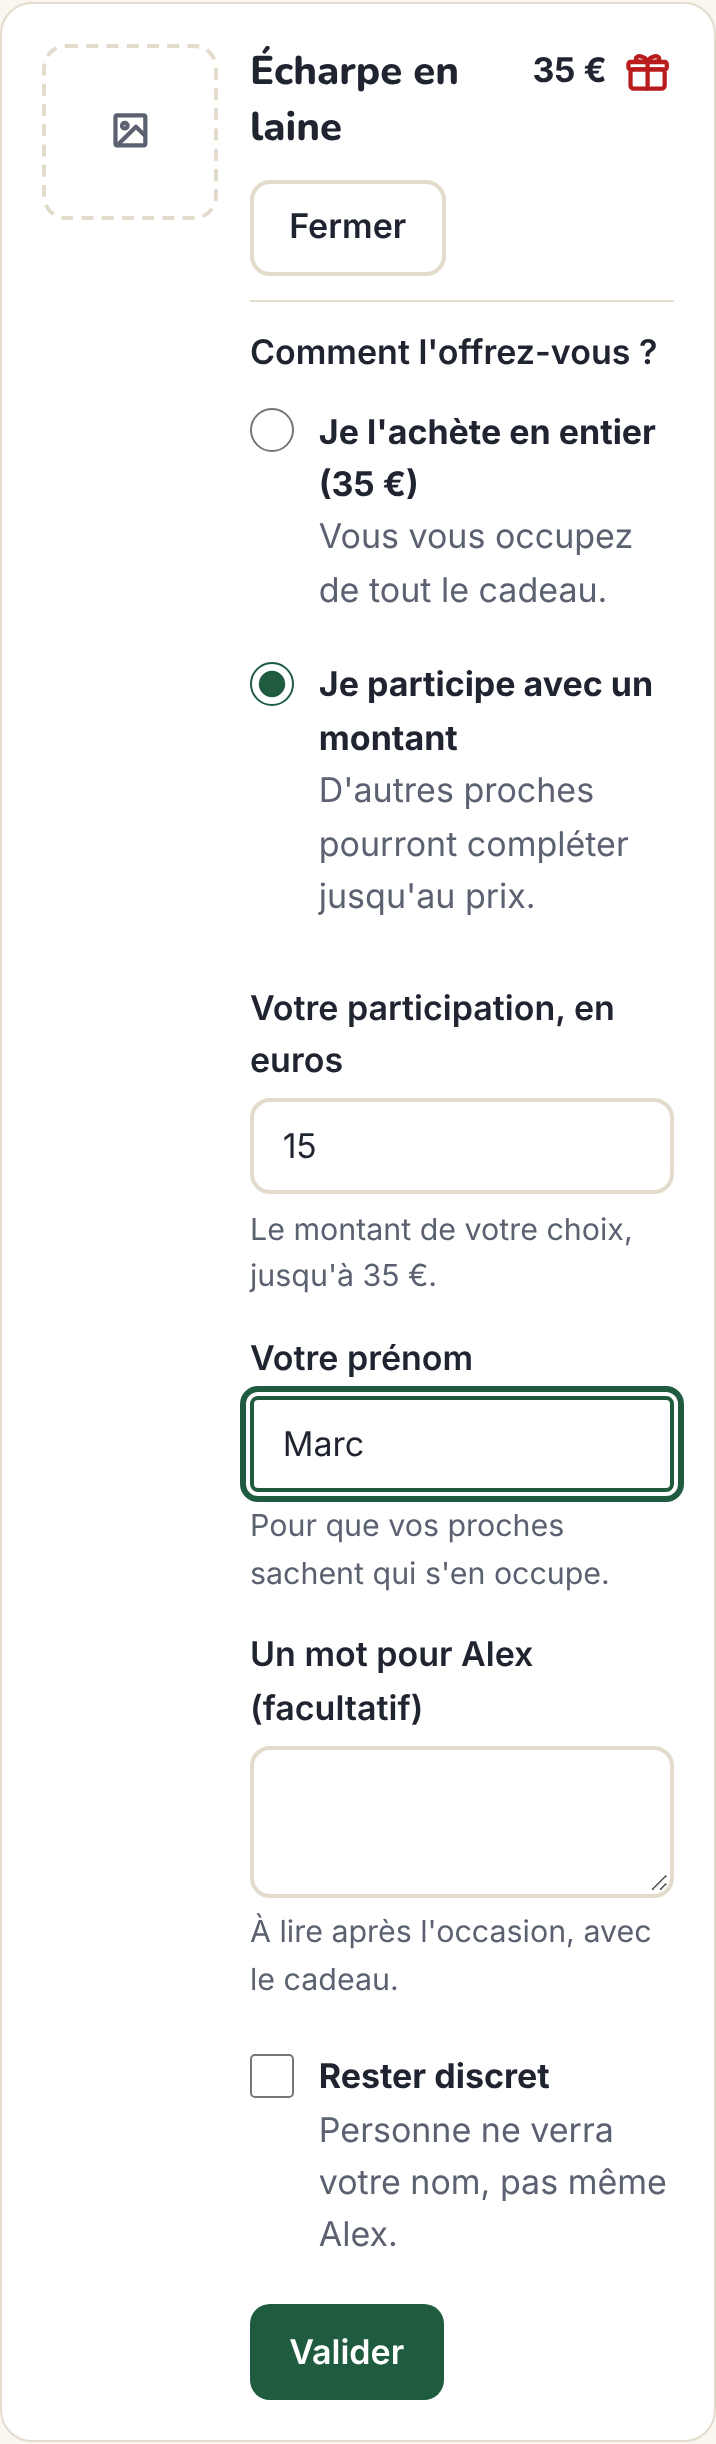 Écharpe en
laine
35 €
Fermer
Comment l'offrez-vous ?
Je l'achète en entier
(35 €)
Vous vous occupez
de tout le cadeau.
Je participe avec un
montant
D'autres proches
pourront compléter
jusqu'au prix.
Votre participation, en
euros
15
Le montant de votre choix,
jusqu'à 35 €.
Votre prénom
Marc
Pour que vos proches
sachent qui s'en occupe.
Un mot pour Alex
(facultatif)
À lire après l'occasion, avec
le cadeau.
Rester discret
Personne ne verra
votre nom, pas même
Alex.
Valider